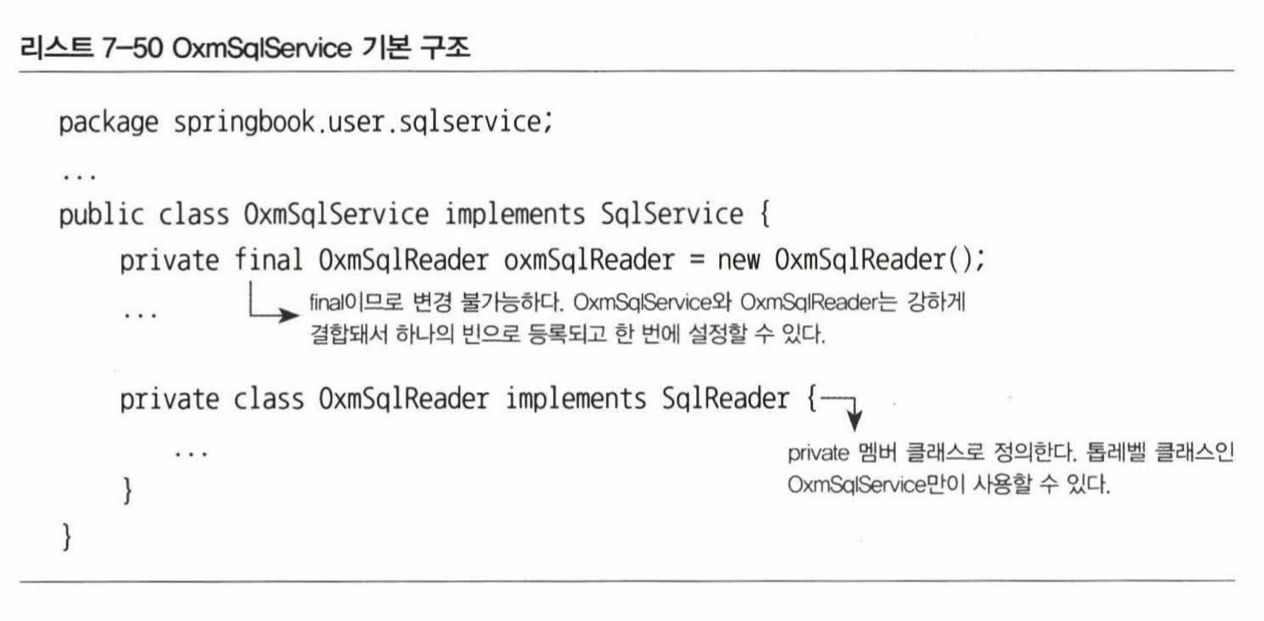 리스트 7-50 OxmSqlService 기본 구조
package springbook.user.sqlservice;
...
public class OxmSqlService implements SqlService {
private final OxmSqlReader oxmSqlReader = new OxmSqlReader();
...
final이므로 변경 불가능하다. OxmSqlService와 OxmSqlReader는 강하게
결합돼서 하나의 빈으로 등록되고 한 번에 설정할 수 있다.
private class OxmSqlReader implements SqlReader {
...
private 멤버 클래스로 정의한다. 톱레벨 클래스인
OxmSqlService만이 사용할 수 있다.
}
}